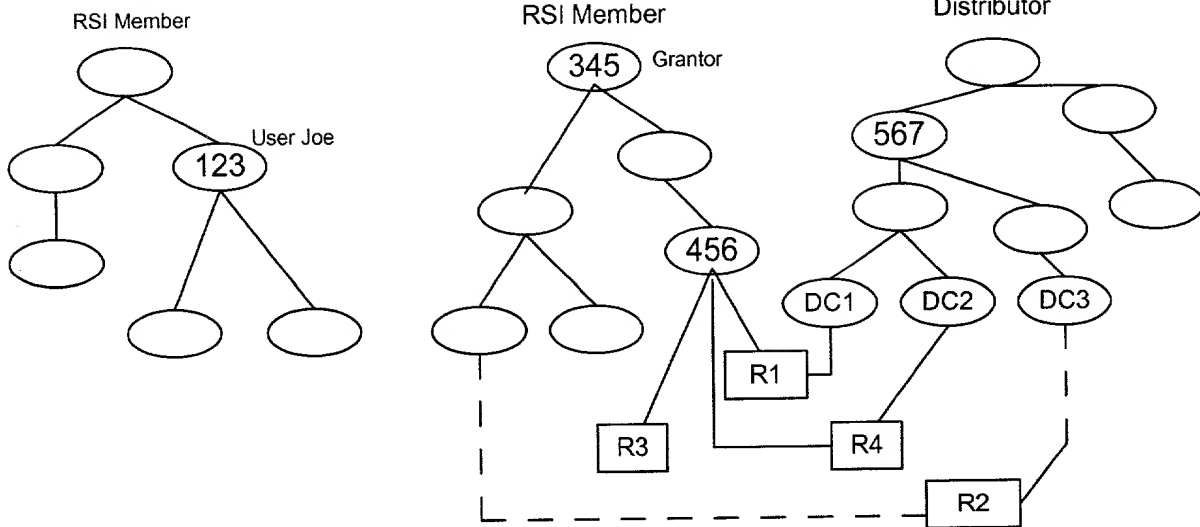 RSI Member
RSI Member
Distributor
345
Grantor
User Joe
567
123
456
DC1
DC2
DC3
R1
R3
R4
R2